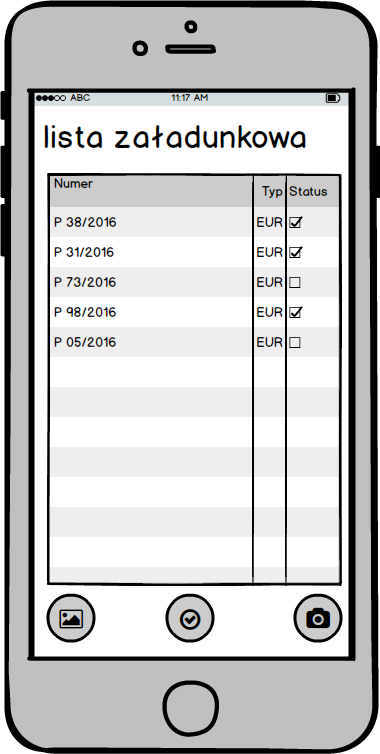 ABC 11:17 AM
lista załadunkowa
Numer Typ Status
P 38/2016 EUR
P 31/2016 EUR
P 73/2016 EUR
P 98/2016 EUR
P 05/2016 EUR